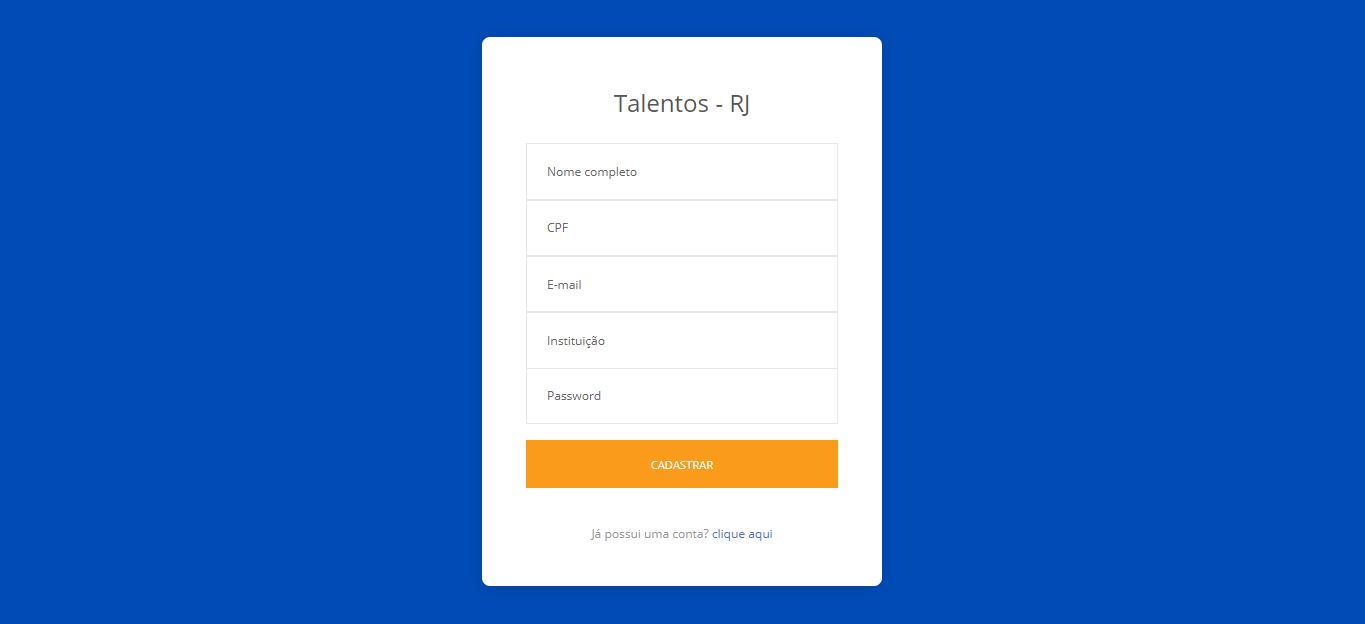 Talentos - RJ
Nome completo
CPF
E-mail
Instituição
Password
CADASTRAR
Já possui uma conta? clique aqui